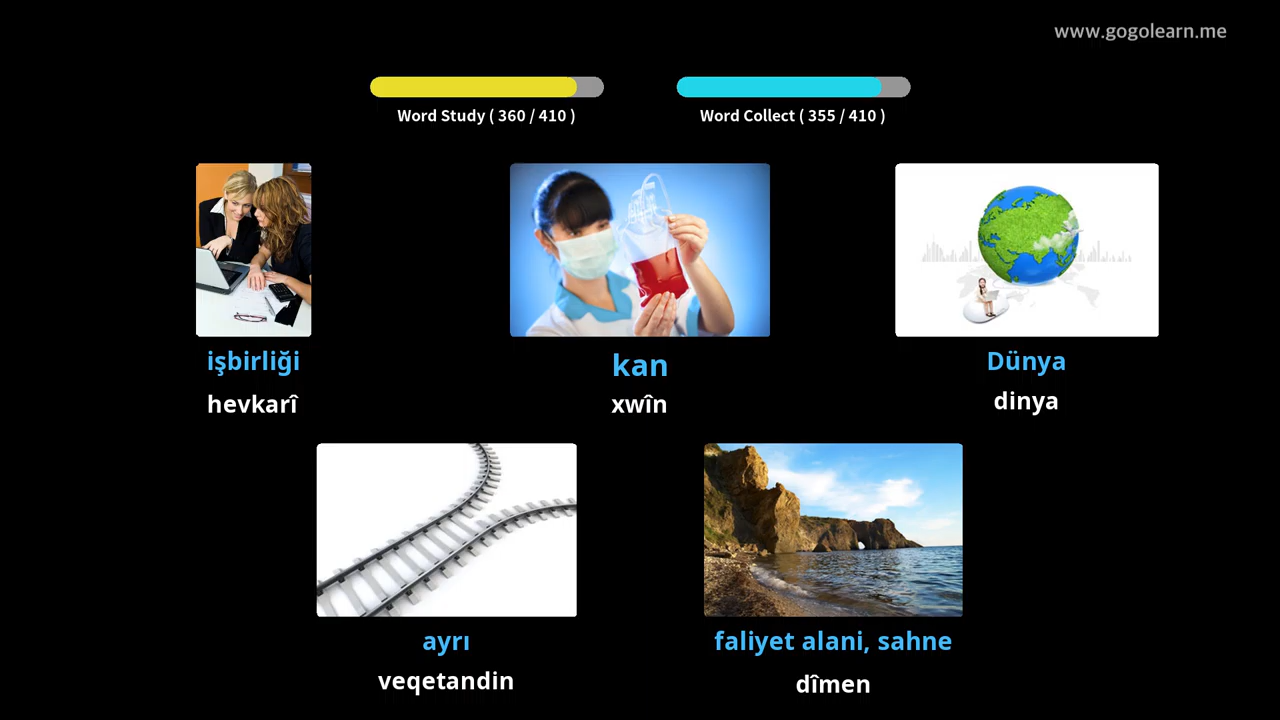 www.gogolearn.me
Word Study ( 360 / 410 )
Word Collect ( 355 / 410 )
işbirliği
hevkarî
kan
xwîn
Dünya
dinya
ayrı
veqetandin
faliyet alani, sahne
dîmen